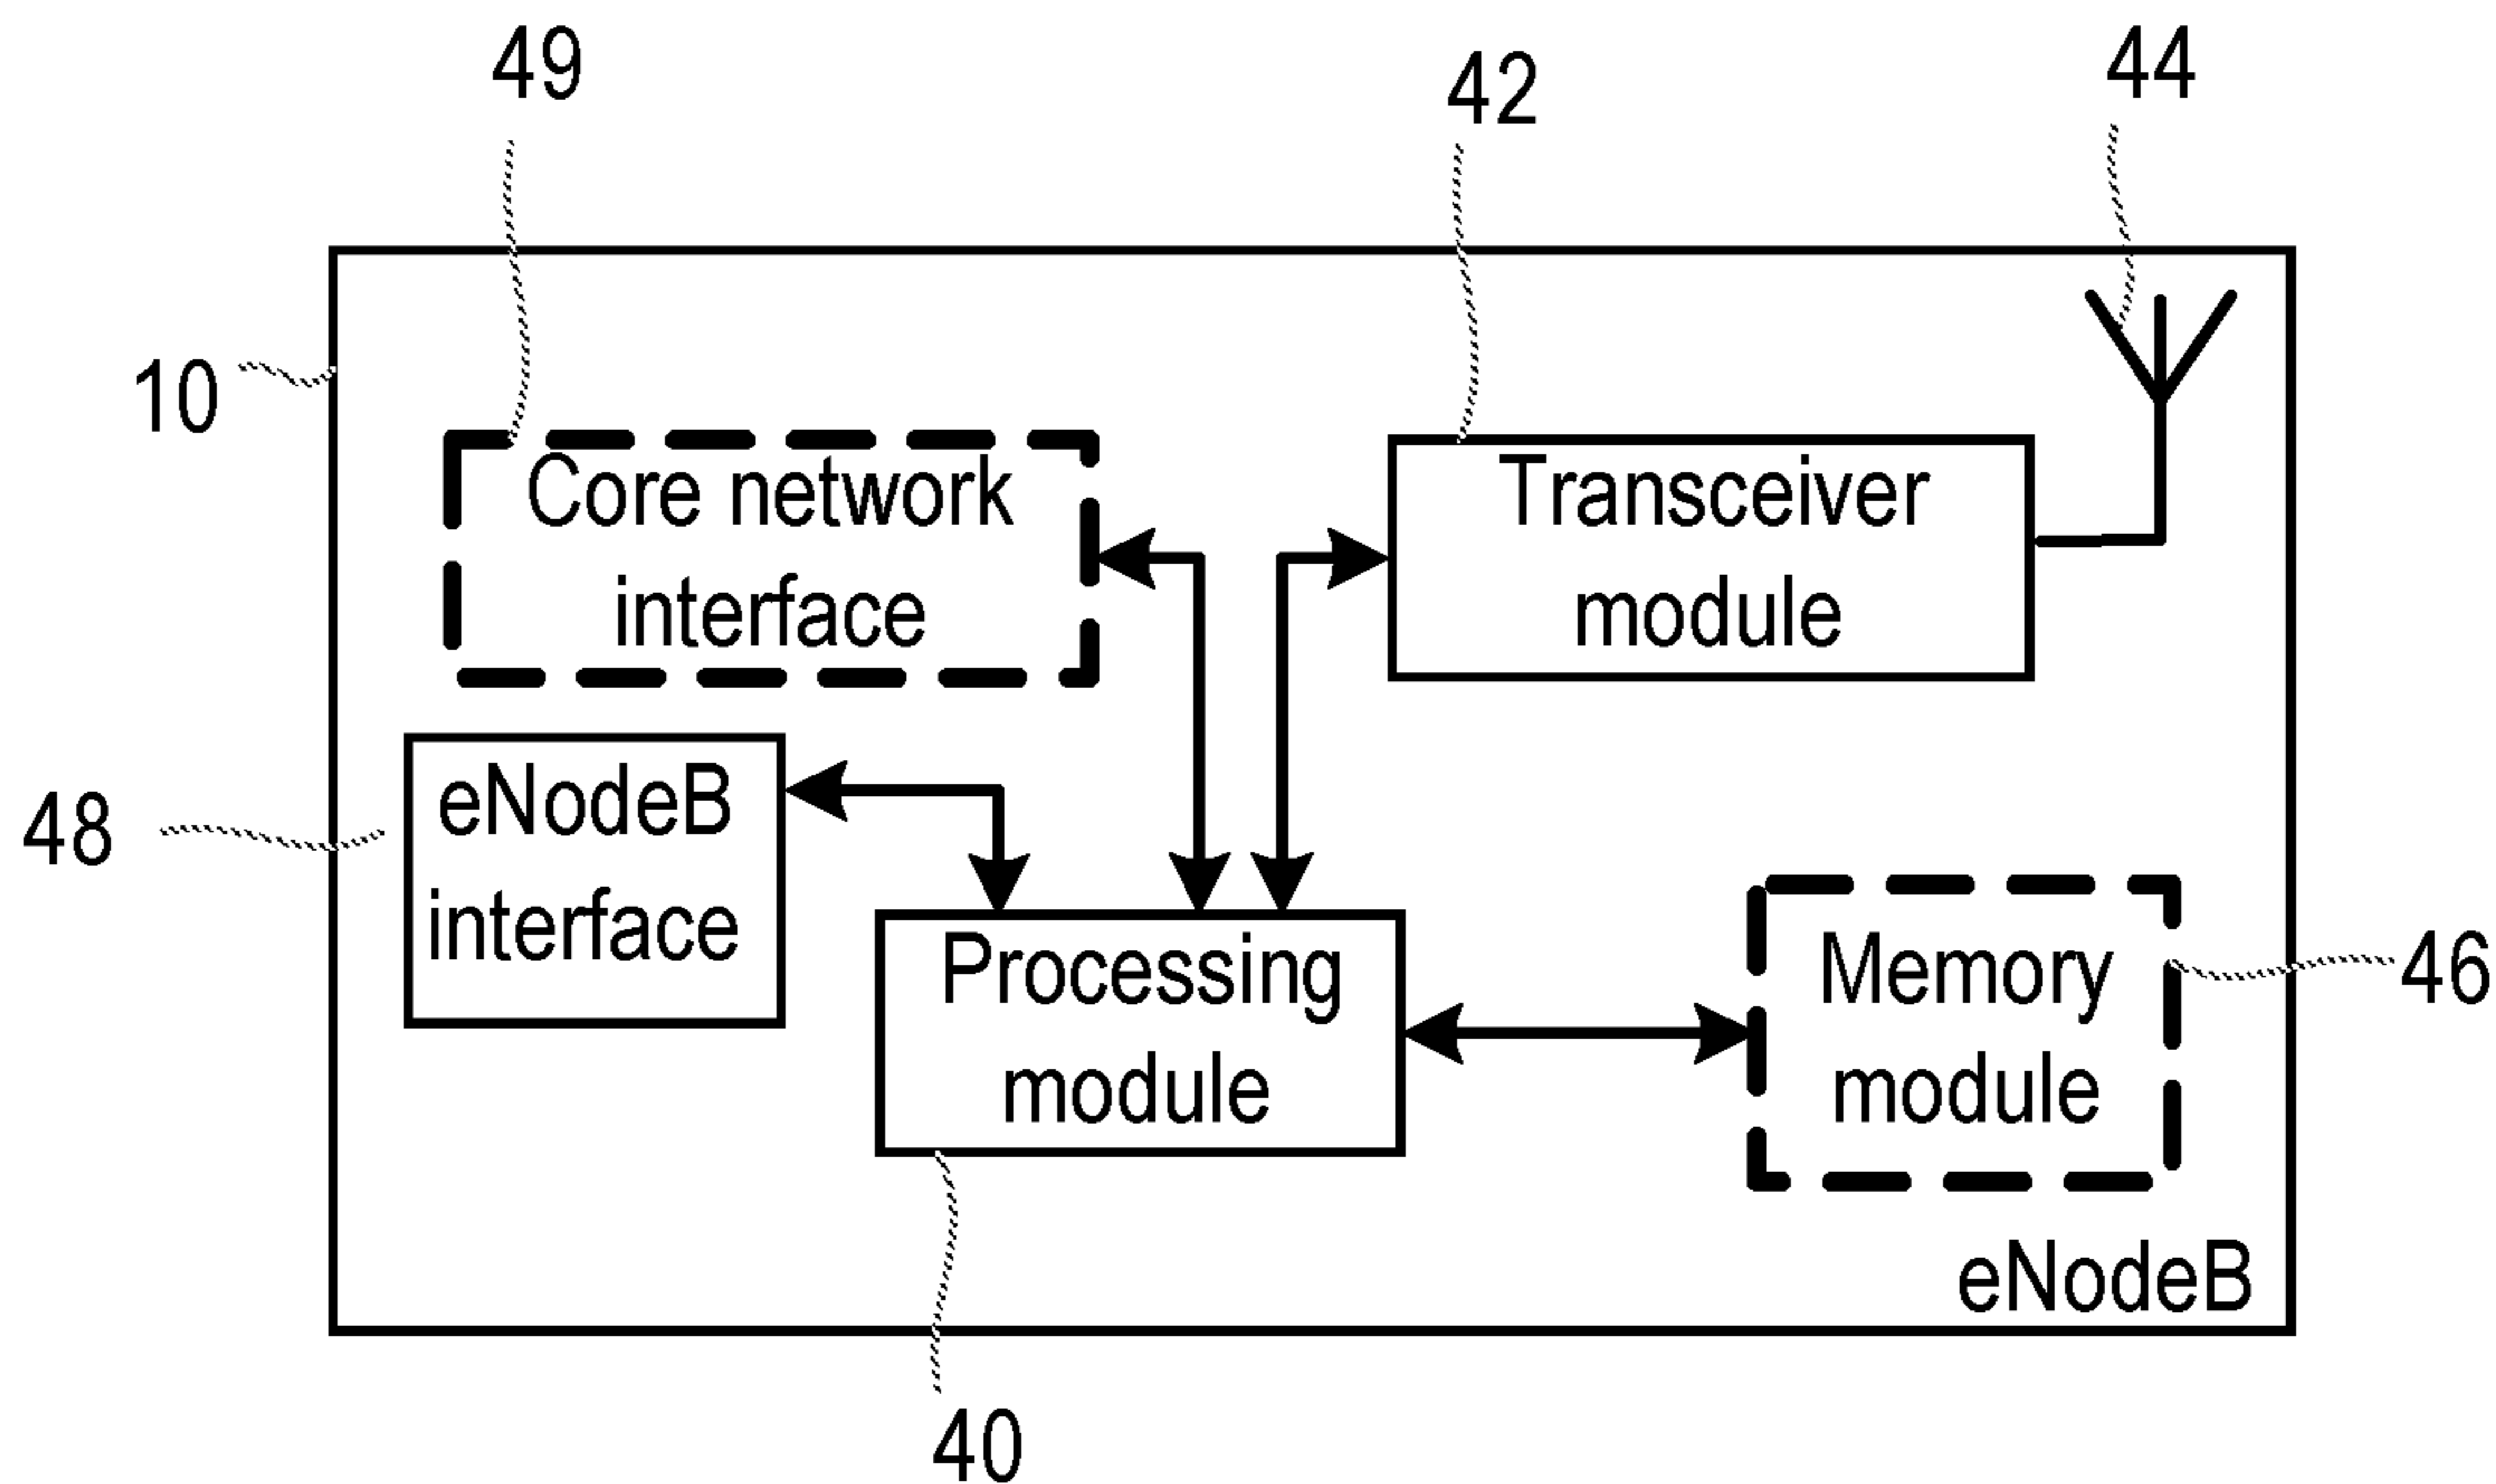 49
42
44
10
Core network
interface
Transceiver
module
48
eNodeB
interface
Processing
module
Memory
module
46
eNodeB
40